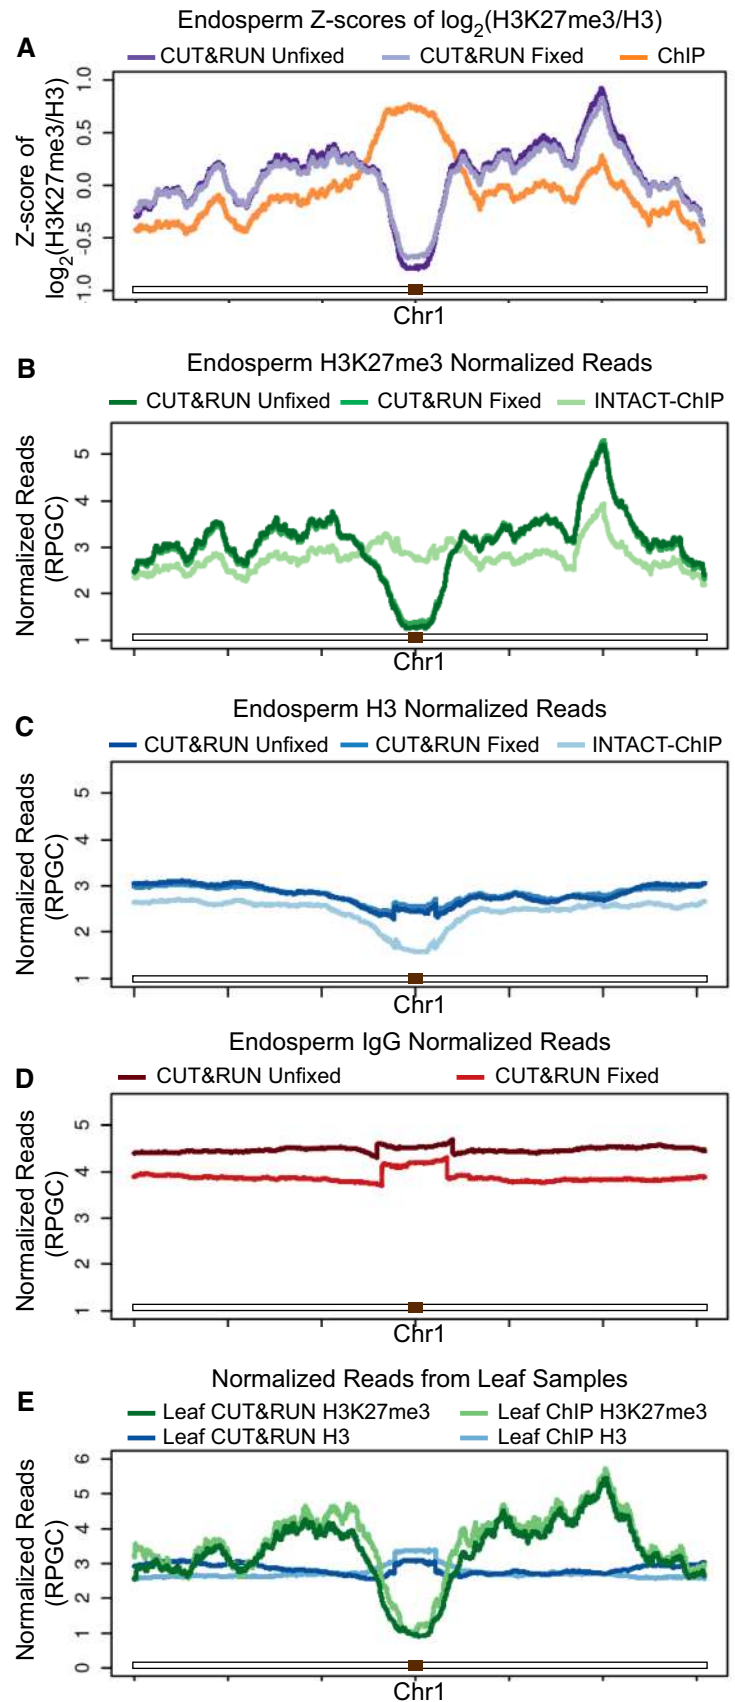 Endosperm Z-scores of log2(H3K27me3/H3)
A
CUT&RUN Unfixed CUT&RUN Fixed ChIP
Z-score of
log2(H3K27me3/H3)
1.0
0.5
0.0
-0.5
-1.0
Chr1
Endosperm H3K27me3 Normalized Reads
B
CUT&RUN Unfixed CUT&RUN Fixed INTACT-ChIP
Normalized Reads
(RPGC)
5
4
3
2
1
Chr1
Endosperm H3 Normalized Reads
C
CUT&RUN Unfixed CUT&RUN Fixed INTACT-ChIP
Normalized Reads
(RPGC)
5
4
3
2
1
Chr1
Endosperm IgG Normalized Reads
D
CUT&RUN Unfixed CUT&RUN Fixed
Normalized Reads
(RPGC)
5
4
3
2
1
Chr1
Normalized Reads from Leaf Samples
E
Leaf CUT&RUN H3K27me3 Leaf ChIP H3K27me3
Leaf CUT&RUN H3 Leaf ChIP H3
Normalized Reads
(RPGC)
6
5
4
3
2
1
0
Chr1